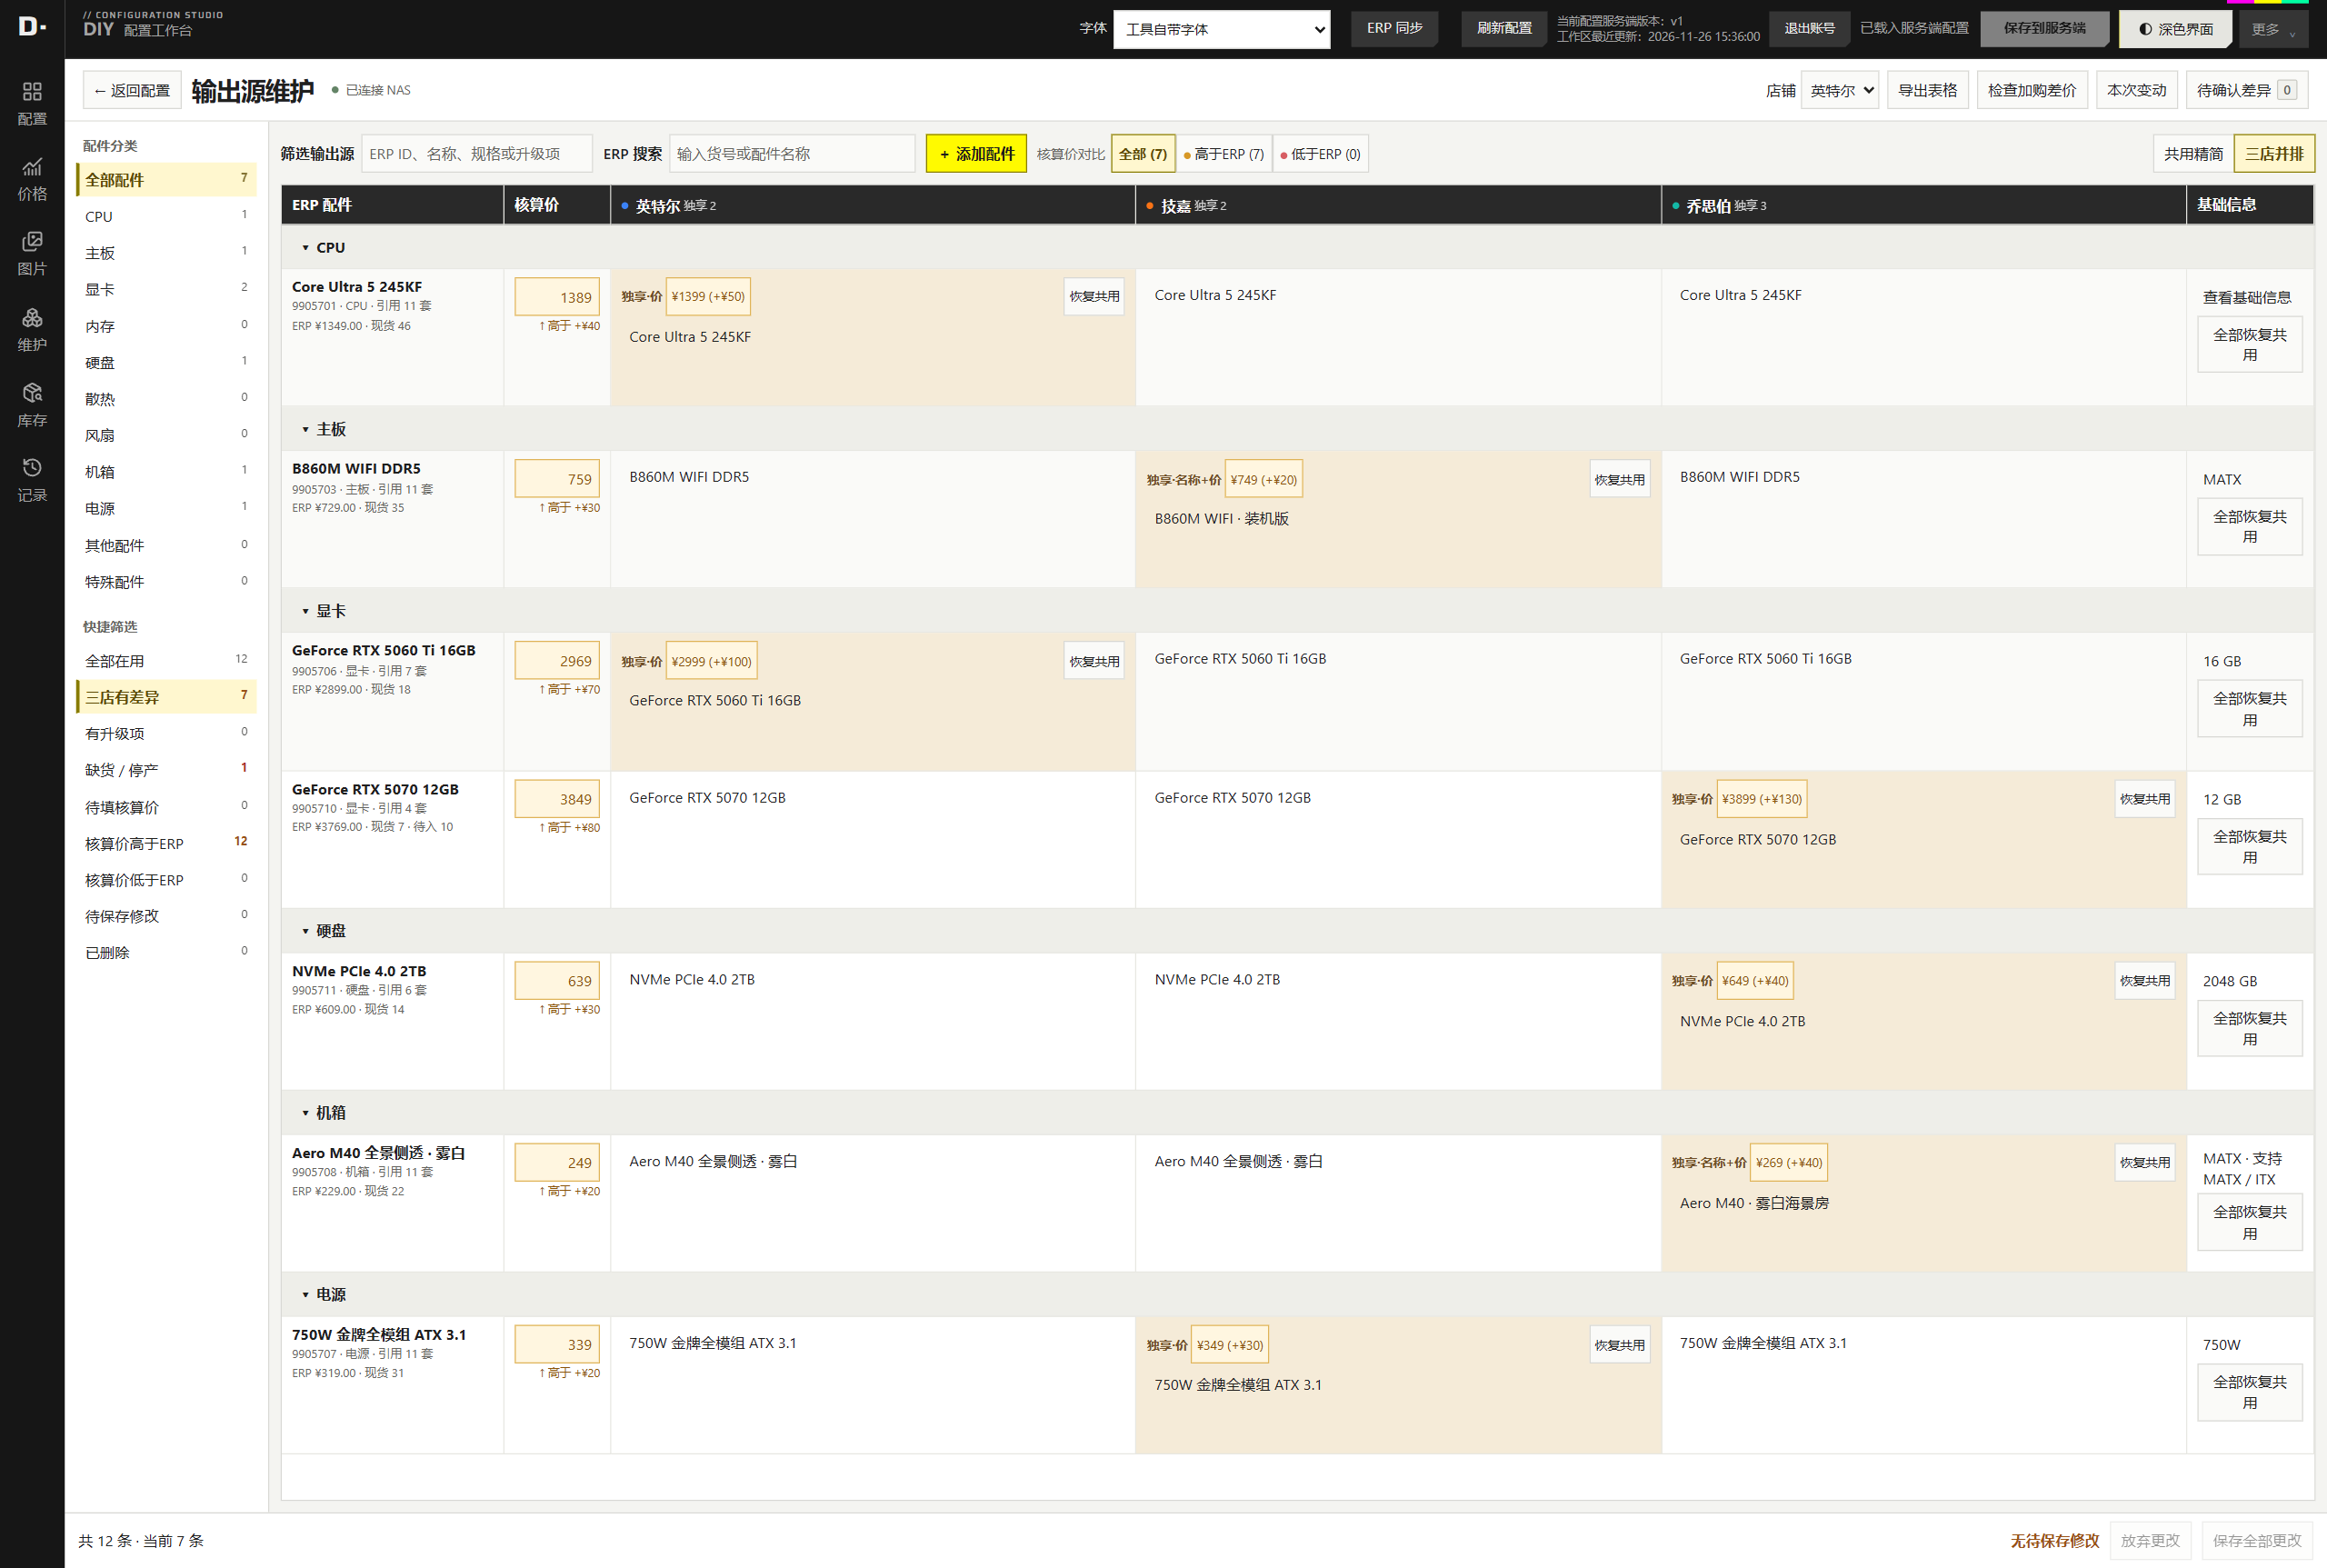 D·
// CONFIGURATION STUDIO
DIY 配置工作台
字体 工具自带字体
ERP 同步
刷新配置
当前配置服务端版本：v1
工作区最近更新：2026-11-26 15:36:00
退出账号
已载入服务端配置
保存到服务端
深色界面
更多
配置
价格
图片
维护
库存
记录
← 返回配置
输出源维护
已连接 NAS
店铺 英特尔
导出表格
检查加购差价
本次变动
待确认差异 0
配件分类
全部配件 7
CPU 1
主板 1
显卡 2
内存 0
硬盘 1
散热 0
风扇 0
机箱 1
电源 1
其他配件 0
特殊配件 0
快捷筛选
全部在用 12
三店有差异 7
有升级项 0
缺货 / 停产 1
待填核算价 0
核算价高于ERP 12
核算价低于ERP 0
待保存修改 0
已删除 0
筛选输出源 ERP ID、名称、规格或升级项
ERP 搜索 输入货号或配件名称
+ 添加配件
核算价对比 全部 (7) 高于ERP (7) 低于ERP (0)
共用精简 三店并排
ERP 配件 核算价 英特尔 独享 2 技嘉 独享 2 乔思伯 独享 3 基础信息
CPU
Core Ultra 5 245KF
9905701 · CPU · 引用 11 套
ERP ¥1349.00 · 现货 46
1389
↑ 高于 +¥40
独享·价 ¥1399 (+¥50) 恢复共用
Core Ultra 5 245KF
Core Ultra 5 245KF
Core Ultra 5 245KF
查看基础信息
全部恢复共
用
主板
B860M WIFI DDR5
9905703 · 主板 · 引用 11 套
ERP ¥729.00 · 现货 35
759
↑ 高于 +¥30
B860M WIFI DDR5
独享·名称+价 ¥749 (+¥20) 恢复共用
B860M WIFI · 装机版
B860M WIFI DDR5
MATX
全部恢复共
用
显卡
GeForce RTX 5060 Ti 16GB
9905706 · 显卡 · 引用 7 套
ERP ¥2899.00 · 现货 18
2969
↑ 高于 +¥70
独享·价 ¥2999 (+¥100) 恢复共用
GeForce RTX 5060 Ti 16GB
GeForce RTX 5060 Ti 16GB
GeForce RTX 5060 Ti 16GB
16 GB
全部恢复共
用
GeForce RTX 5070 12GB
9905710 · 显卡 · 引用 4 套
ERP ¥3769.00 · 现货 7 · 待入 10
3849
↑ 高于 +¥80
GeForce RTX 5070 12GB
GeForce RTX 5070 12GB
独享·价 ¥3899 (+¥130) 恢复共用
GeForce RTX 5070 12GB
12 GB
全部恢复共
用
硬盘
NVMe PCIe 4.0 2TB
9905711 · 硬盘 · 引用 6 套
ERP ¥609.00 · 现货 14
639
↑ 高于 +¥30
NVMe PCIe 4.0 2TB
NVMe PCIe 4.0 2TB
独享·价 ¥649 (+¥40) 恢复共用
NVMe PCIe 4.0 2TB
2048 GB
全部恢复共
用
机箱
Aero M40 全景侧透 · 雾白
9905708 · 机箱 · 引用 11 套
ERP ¥229.00 · 现货 22
249
↑ 高于 +¥20
Aero M40 全景侧透 · 雾白
Aero M40 全景侧透 · 雾白
独享·名称+价 ¥269 (+¥40) 恢复共用
Aero M40 · 雾白海景房
MATX · 支持
MATX / ITX
全部恢复共
用
电源
750W 金牌全模组 ATX 3.1
9905707 · 电源 · 引用 11 套
ERP ¥319.00 · 现货 31
339
↑ 高于 +¥20
750W 金牌全模组 ATX 3.1
独享·价 ¥349 (+¥30) 恢复共用
750W 金牌全模组 ATX 3.1
750W 金牌全模组 ATX 3.1
750W
全部恢复共
用
共 12 条 · 当前 7 条
无待保存修改
放弃更改
保存全部更改